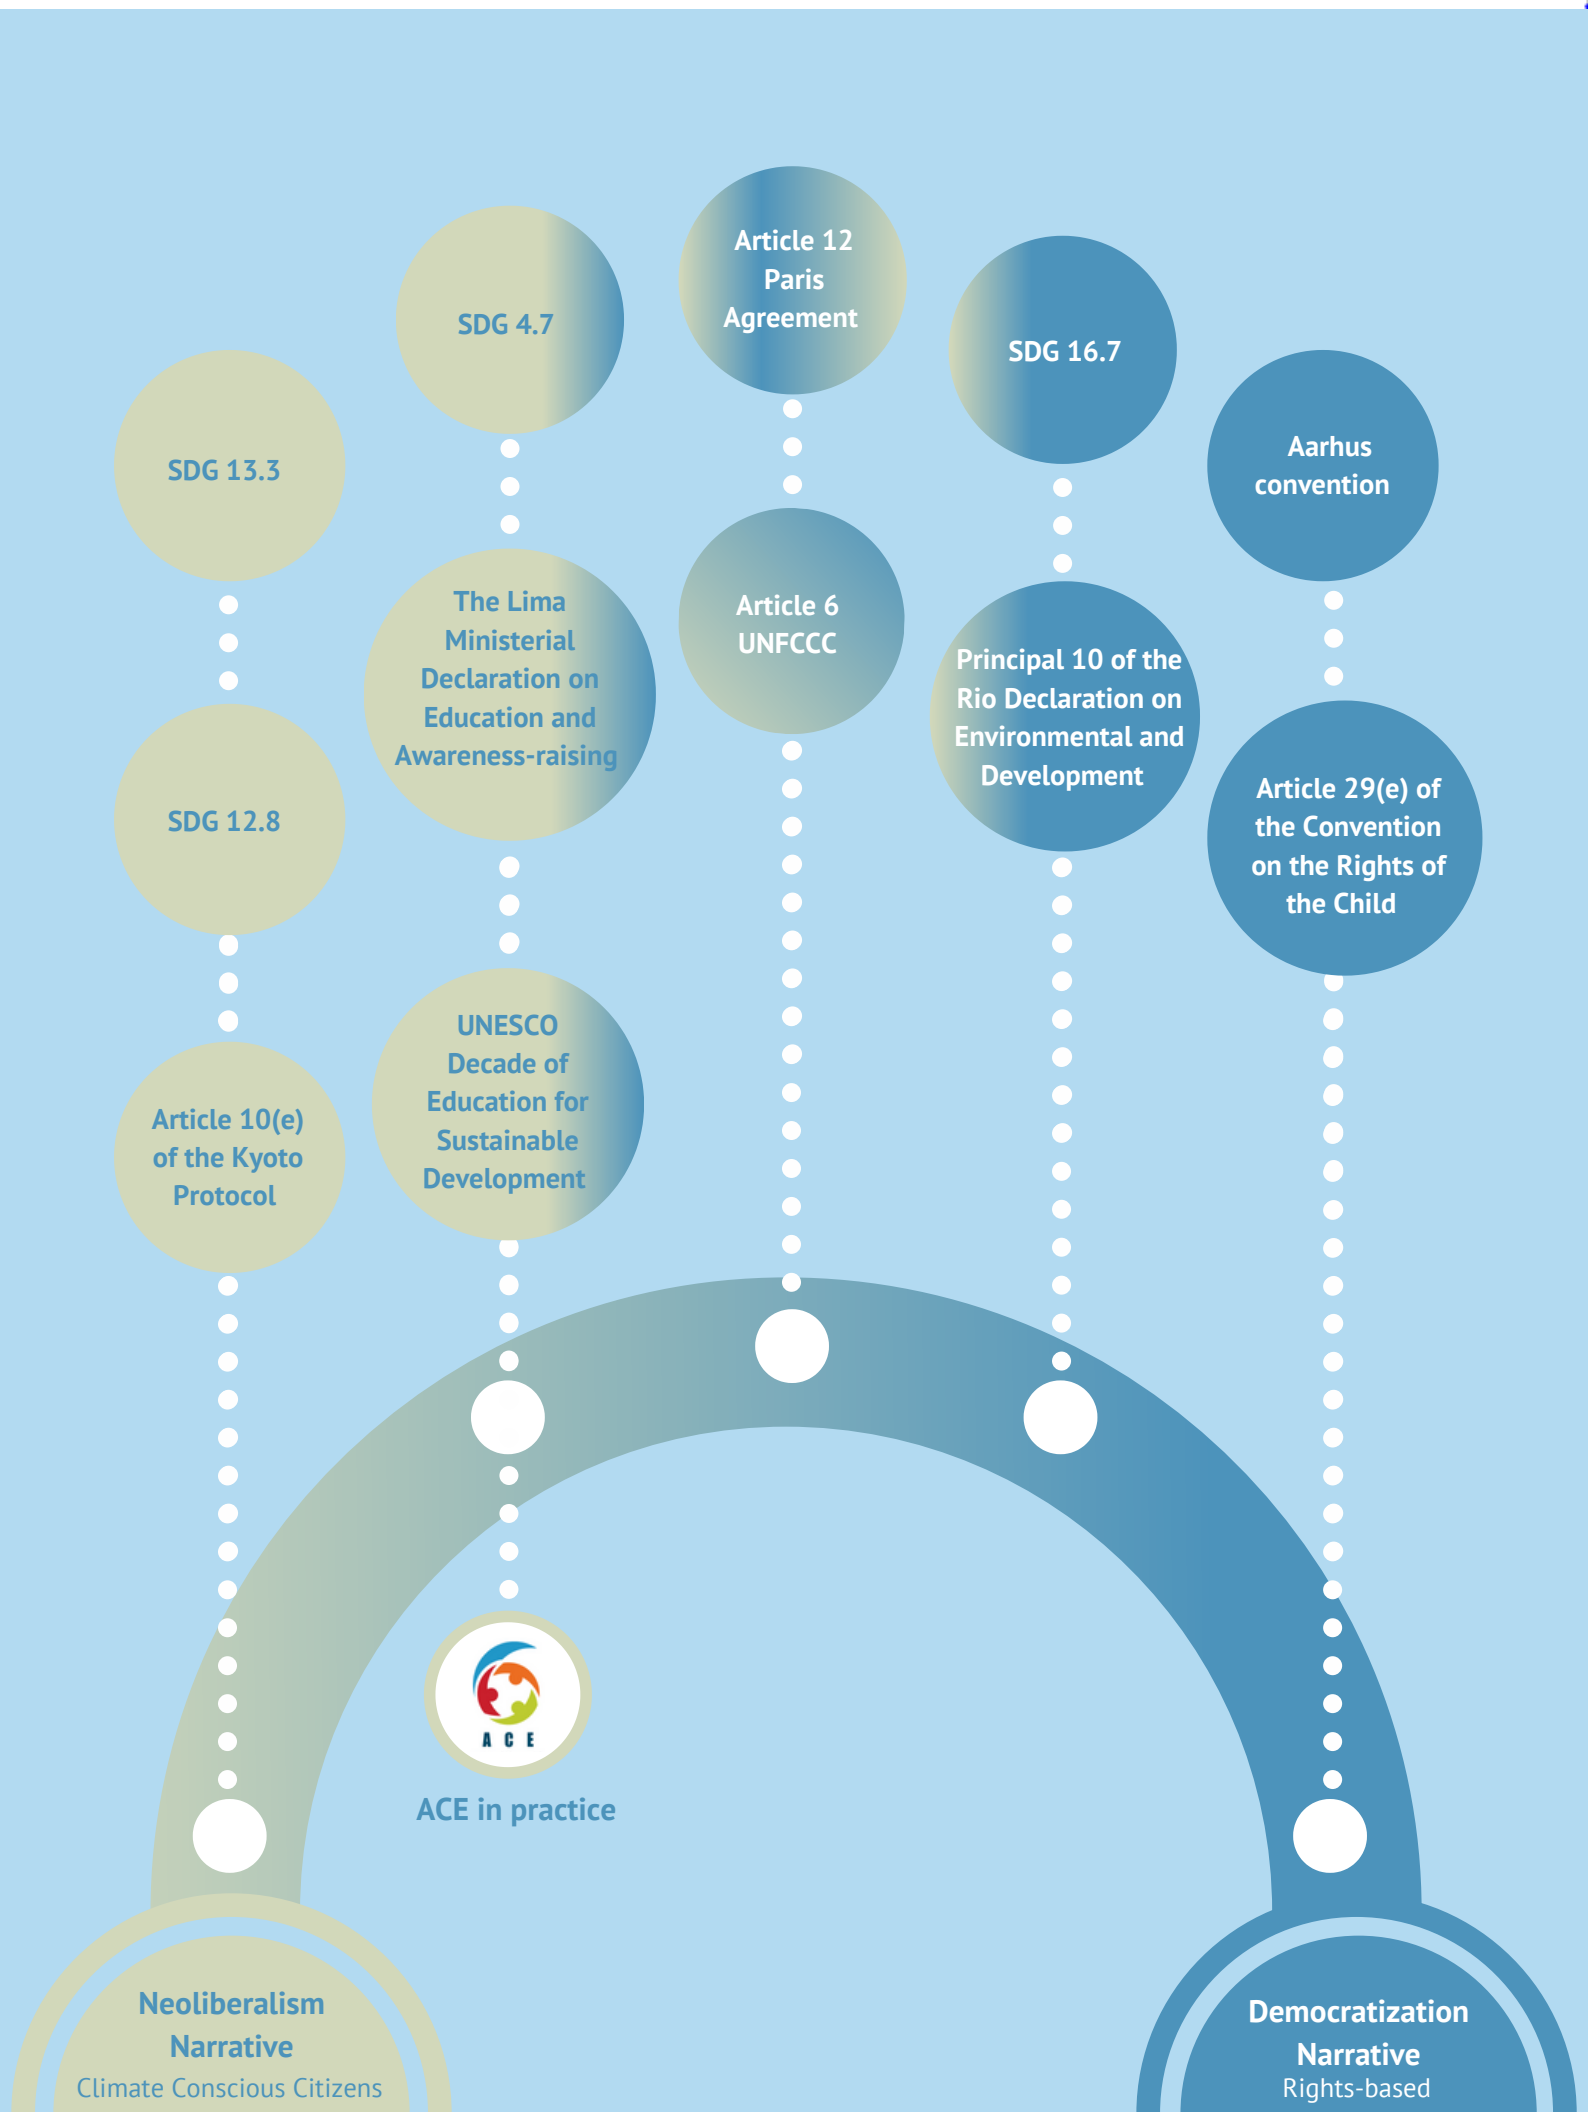 Article 12
Paris
Agreement
SDG 4.7
SDG 16.7
SDG 13.3
Aarhus
convention
The Lima
Ministerial
Declaration on
Education and
Awareness-raising
Article 6
UNFCCC
Principal 10 of the
Rio Declaration on
Environmental and
Development
SDG 12.8
Article 29(e) of
the Convention
on the Rights of
the Child
UNESCO
Decade of
Education for
Sustainable
Development
Article 10(e)
of the Kyoto
Protocol
ACE
ACE in practice
Neoliberalism
Narrative
Climate Conscious Citizens
Democratization
Narrative
Rights-based